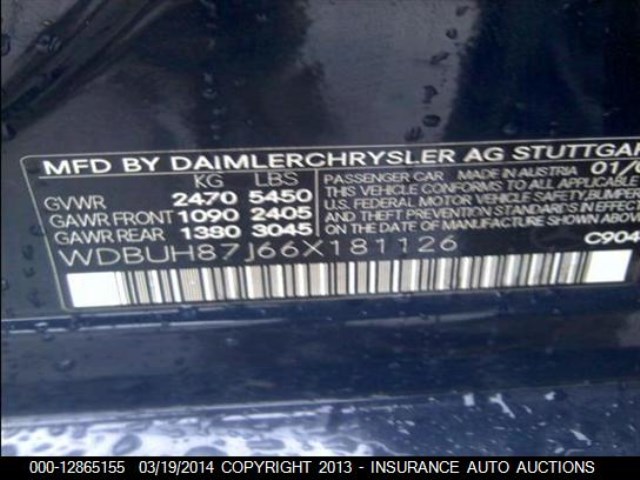 MFD BY DAIMLERCHRYSLER AG STUTTGAR
KG LBS
GVWR 2470 5450
GAWR FRONT 1090 2405
GAWR REAR 1380 3045
PASSENGER CAR MADE IN AUSTRIA 01/0
THIS VEHICLE CONFORMS TO ALL APPLICABLE
U.S. FEDERAL MOTOR VEHICLE SAFETY/BUMPER
AND THEFT PREVENTION STANDARDS IN EFFECT
ON THE DATE OF MANUFACTURE SHOWN ABOVE
WDBUH87J66X181126
C904
000-12865155 03/19/2014 COPYRIGHT 2013 - INSURANCE AUTO AUCTIONS